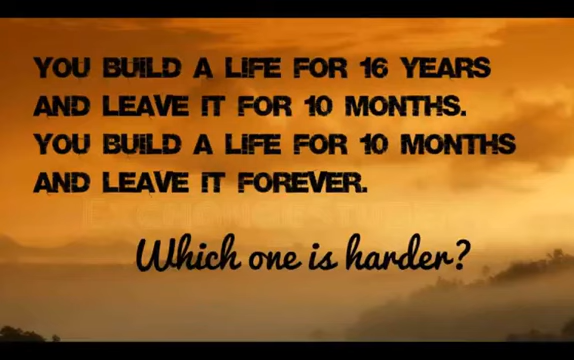 YOU BUILD A LIFE FOR 16 YEARS
AND LEAVE IT FOR 10 MONTHS.
YOU BUILD A LIFE FOR 10 MONTHS
AND LEAVE IT FOREVER.
Which one is harder?